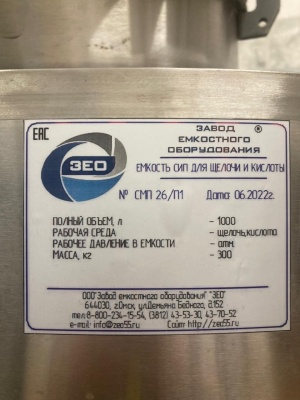 EAC
ЗЕО
ЗАВОД ®
ЕМКОСТНОГО
ОБОРУДОВАНИЯ
ЕМКОСТЬ СИП ДЛЯ ЩЕЛОЧИ И КИСЛОТЫ
№ СМП 26/П1 Дата 06.2022г.
ПОЛНЫЙ ОБЪЕМ, л - 1000
РАБОЧАЯ СРЕДА - щелочь,кислота
РАБОЧЕЕ ДАВЛЕНИЕ В ЕМКОСТИ - атм.
МАССА, кг - 300
ООО"Завод емкостного оборудования" "ЗЕО"
644030, г.Омск, ул.Демьяна Бедного, д.152
тел:8-800-234-15-54, (3812) 43-53-30, 43-70-52
e-mail: info@zeo55.ru Сайт http://zeo55.ru